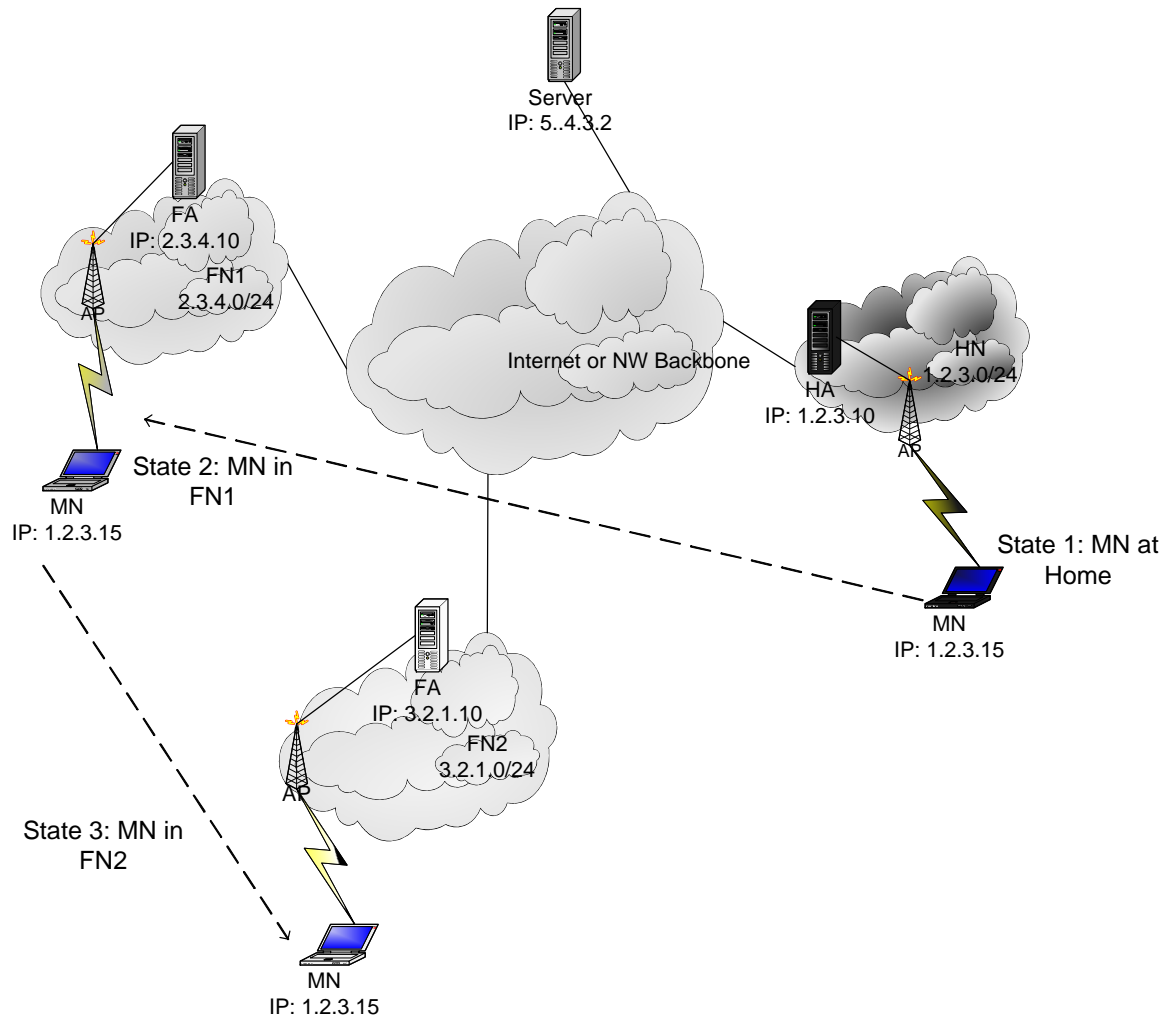 Server
IP: 5..4.3.2
FA
IP: 2.3.4.10
FN1
2.3.4.0/24
AP
Internet or NW Backbone
HN
1.2.3.0/24
HA
IP: 1.2.3.10
AP
State 2: MN in
FN1
MN
IP: 1.2.3.15
State 1: MN at
Home
MN
IP: 1.2.3.15
FA
IP: 3.2.1.10
FN2
3.2.1.0/24
AP
State 3: MN in
FN2
MN
IP: 1.2.3.15